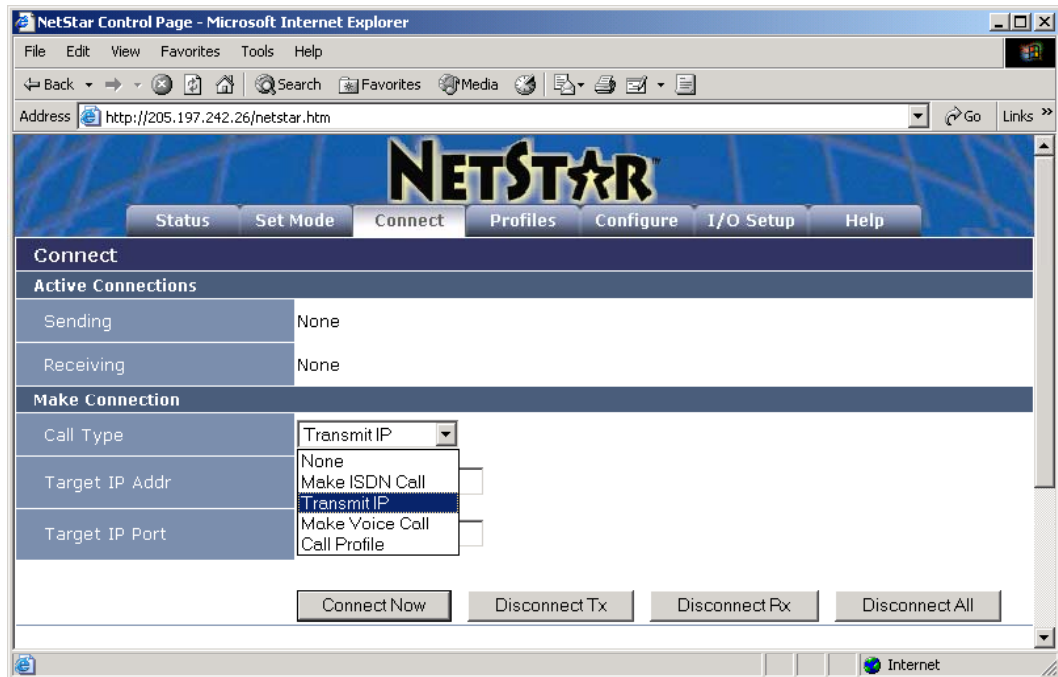 NetStar Control Page - Microsoft Internet Explorer
File Edit View Favorites Tools Help
Back Search Favorites Media
Address http://205.197.242.26/netstar.htm Go Links »
NETSTAR™
Status Set Mode Connect Profiles Configure I/O Setup Help
Connect
Active Connections
Sending None
Receiving None
Make Connection
Call Type Transmit IP
None
Target IP Addr Make ISDN Call
Transmit IP
Target IP Port Make Voice Call
Call Profile
Connect Now Disconnect Tx Disconnect Rx Disconnect All
Internet